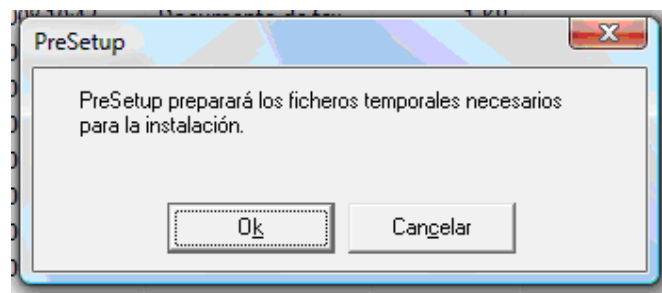 PreSetup
PreSetup preparará los ficheros temporales necesarios
para la instalación.
Ok
Cancelar